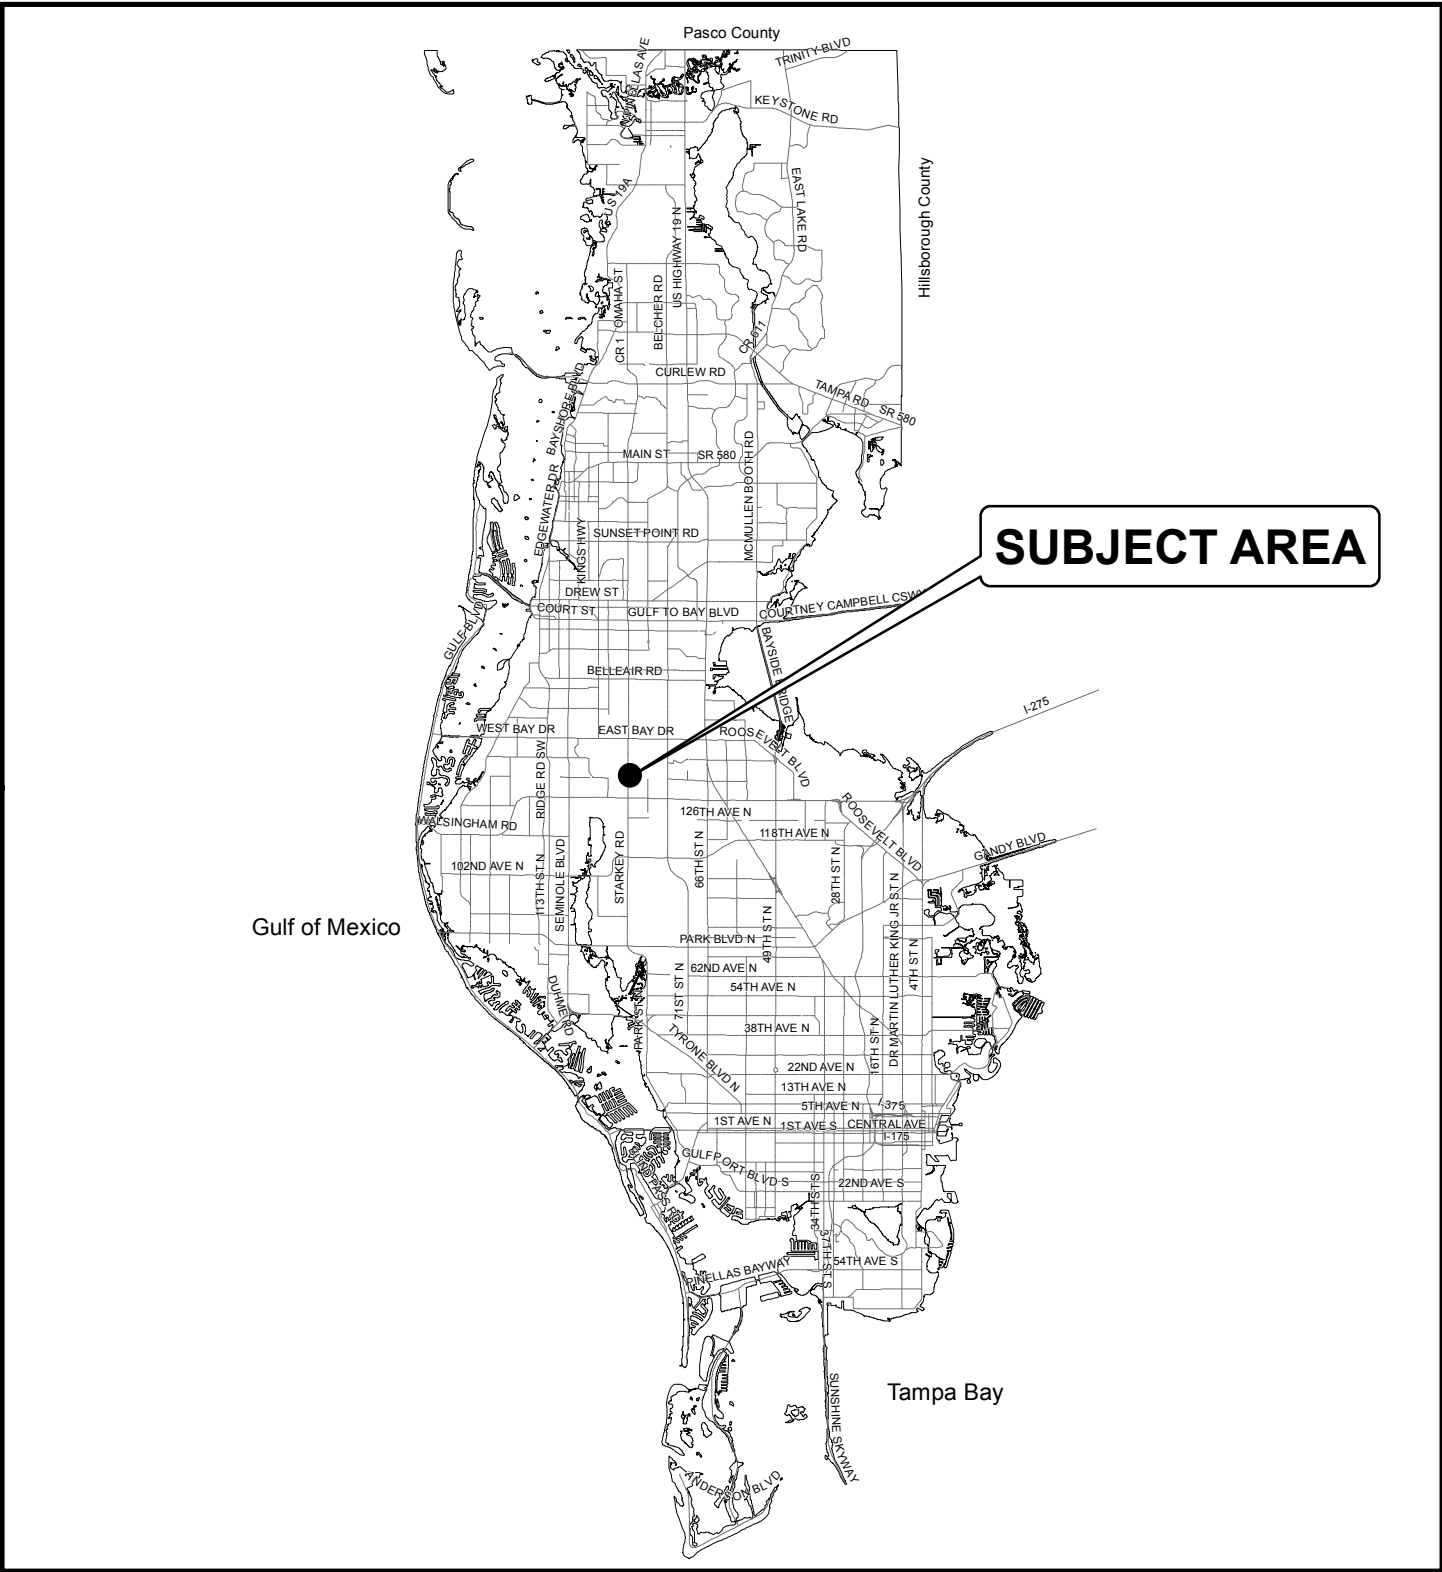 Pasco County
PINELLAS AVE
TRINITY BLVD
KEYSTONE RD
Hillsborough County
EAST LAKE RD
US 19A
US HIGHWAY 19 N
OMAHA ST
CR 1
BELCHER RD
CR 611
CURLEW RD
TAMPA RD
SR 580
BAYSHORE BLVD
MAIN ST
SR 580
MCMULLEN BOOTH RD
EDGEWATER DR
KINGS HWY
SUNSET POINT RD
SUBJECT AREA
DREW ST
COURT ST
GULF TO BAY BLVD
COURTNEY CAMPBELL CSWY
GULF BLVD
BAYSIDE BRIDGE
BELLEAIR RD
I-275
WEST BAY DR
EAST BAY DR
ROOSEVELT BLVD
RIDGE RD SW
126TH AVE N
ROOSEVELT BLVD
WALSINGHAM RD
118TH AVE N
GANDY BLVD
102ND AVE N
113TH ST N
SEMINOLE BLVD
STARKEY RD
66TH ST N
28TH ST N
Gulf of Mexico
49TH ST N
DR MARTIN LUTHER KING JR ST N
PARK BLVD N
4TH ST N
62ND AVE N
71ST ST N
54TH AVE N
DUHME RD
PARK ST N
38TH AVE N
16TH ST N
TYRONE BLVD N
22ND AVE N
13TH AVE N
5TH AVE N
I-375
1ST AVE N
1ST AVE S
CENTRAL AVE
I-175
GULFPORT BLVD S
22ND AVE S
34TH ST S
37TH ST S
54TH AVE S
PINELLAS BAYWAY
Tampa Bay
SUNSHINE SKYWAY
ANDERSON BLVD